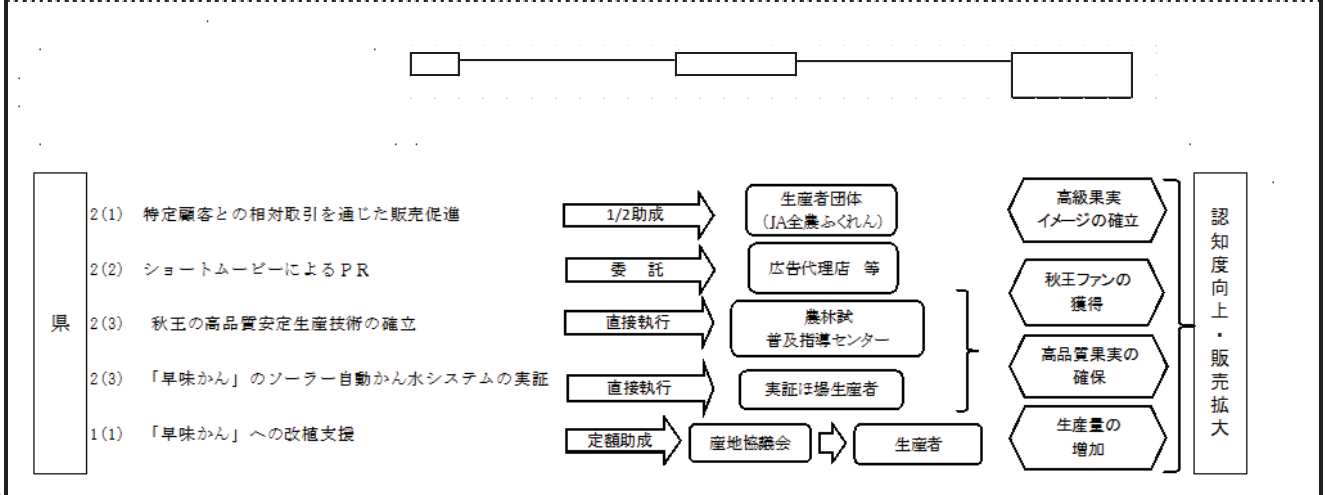 県
2(1) 特定顧客との相対取引を通じた販売促進
1/2助成
生産者団体
(JA全農ふくれん)
高級果実
イメージの確立
2(2) ショートムービーによるPR
委 託
広告代理店 等
秋王ファンの
獲得
2(3) 秋王の高品質安定生産技術の確立
直接執行
農林試
普及指導センター
高品質果実の
確保
2(3) 「早味かん」のソーラー自動かん水システムの実証
直接執行
実証ほ場生産者
1(1) 「早味かん」への改植支援
定額助成
産地協議会
生産者
生産量の
増加
認知度向上・販売拡大